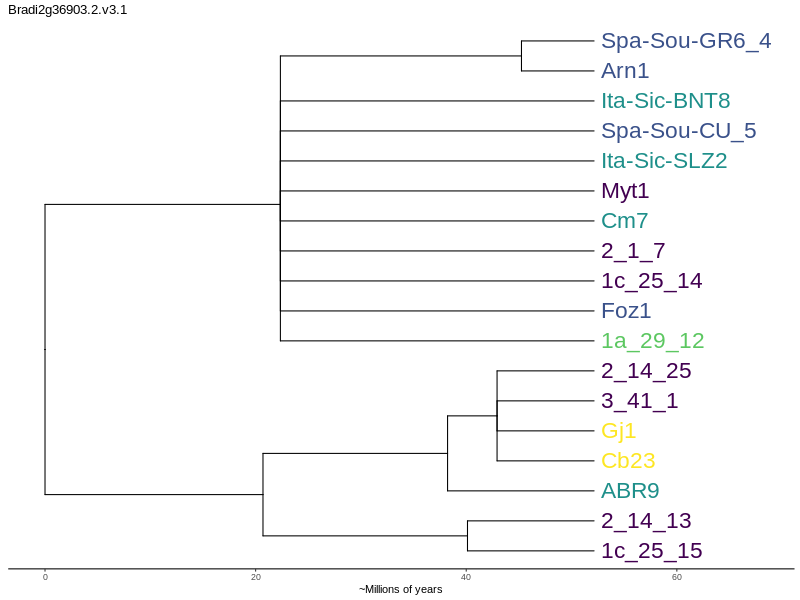 Bradi2g36903.2.v3.1
Spa-Sou-GR6_4
Arn1
Ita-Sic-BNT8
Spa-Sou-CU_5
Ita-Sic-SLZ2
Myt1
Cm7
2_1_7
1c_25_14
Foz1
1a_29_12
2_14_25
3_41_1
Gj1
Cb23
ABR9
2_14_13
1c_25_15
0 20 40 60
~Millions of years